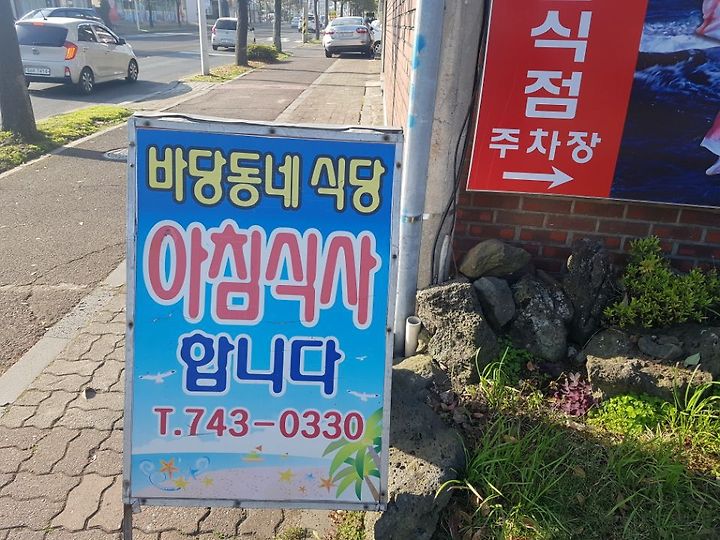 바당동네 식당
아침식사
합니다
T.743-0330
식
점
주차장
→